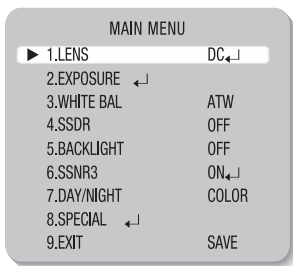 MAIN MENU
▶ 1.LENS DC↵
2.EXPOSURE ↵
3.WHITE BAL ATW
4.SSDR OFF
5.BACKLIGHT OFF
6.SSNR3 ON↵
7.DAY/NIGHT COLOR
8.SPECIAL ↵
9.EXIT SAVE